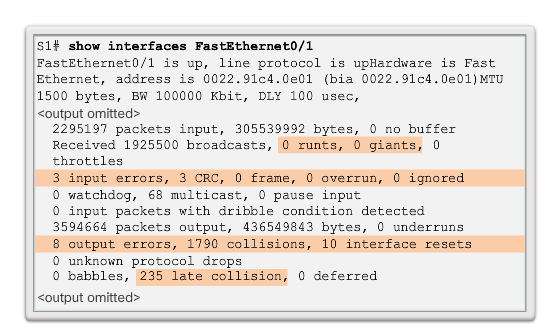 S1# show interfaces FastEthernet0/1
FastEthernet0/1 is up, line protocol is upHardware is Fast
Ethernet, address is 0022.91c4.0e01 (bia 0022.91c4.0e01)MTU
1500 bytes, BW 100000 Kbit, DLY 100 usec,
<output omitted>
2295197 packets input, 305539992 bytes, 0 no buffer
Received 1925500 broadcasts, 0 runts, 0 giants, 0
throttles
3 input errors, 3 CRC, 0 frame, 0 overrun, 0 ignored
0 watchdog, 68 multicast, 0 pause input
0 input packets with dribble condition detected
3594664 packets output, 436549843 bytes, 0 underruns
8 output errors, 1790 collisions, 10 interface resets
0 unknown protocol drops
0 babbles, 235 late collision, 0 deferred
<output omitted>